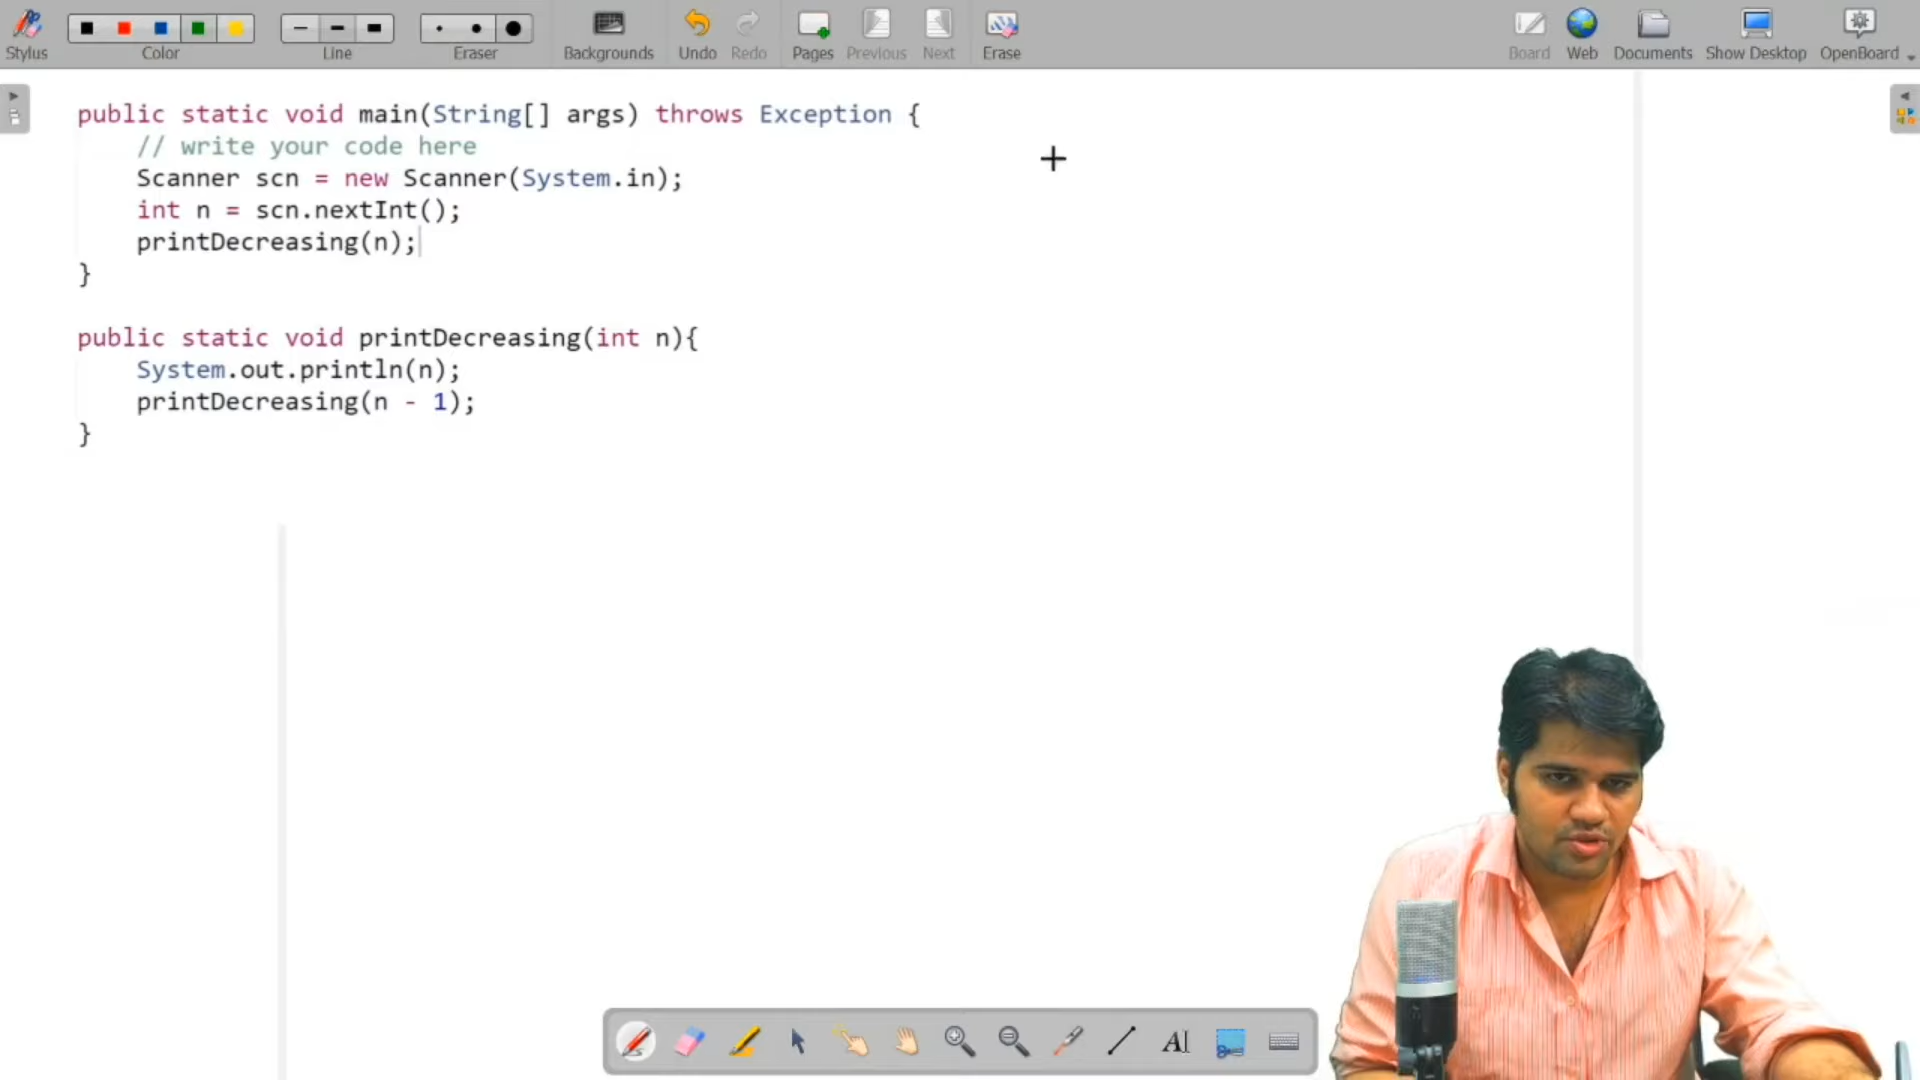 Stylus Color Line Eraser Backgrounds Undo Redo Pages Previous Next Erase Board Web Documents Show Desktop OpenBoard
public static void main(String[] args) throws Exception {
// write your code here
Scanner scn = new Scanner(System.in);
int n = scn.nextInt();
printDecreasing(n);
}
public static void printDecreasing(int n){
System.out.println(n);
printDecreasing(n - 1);
}
AI